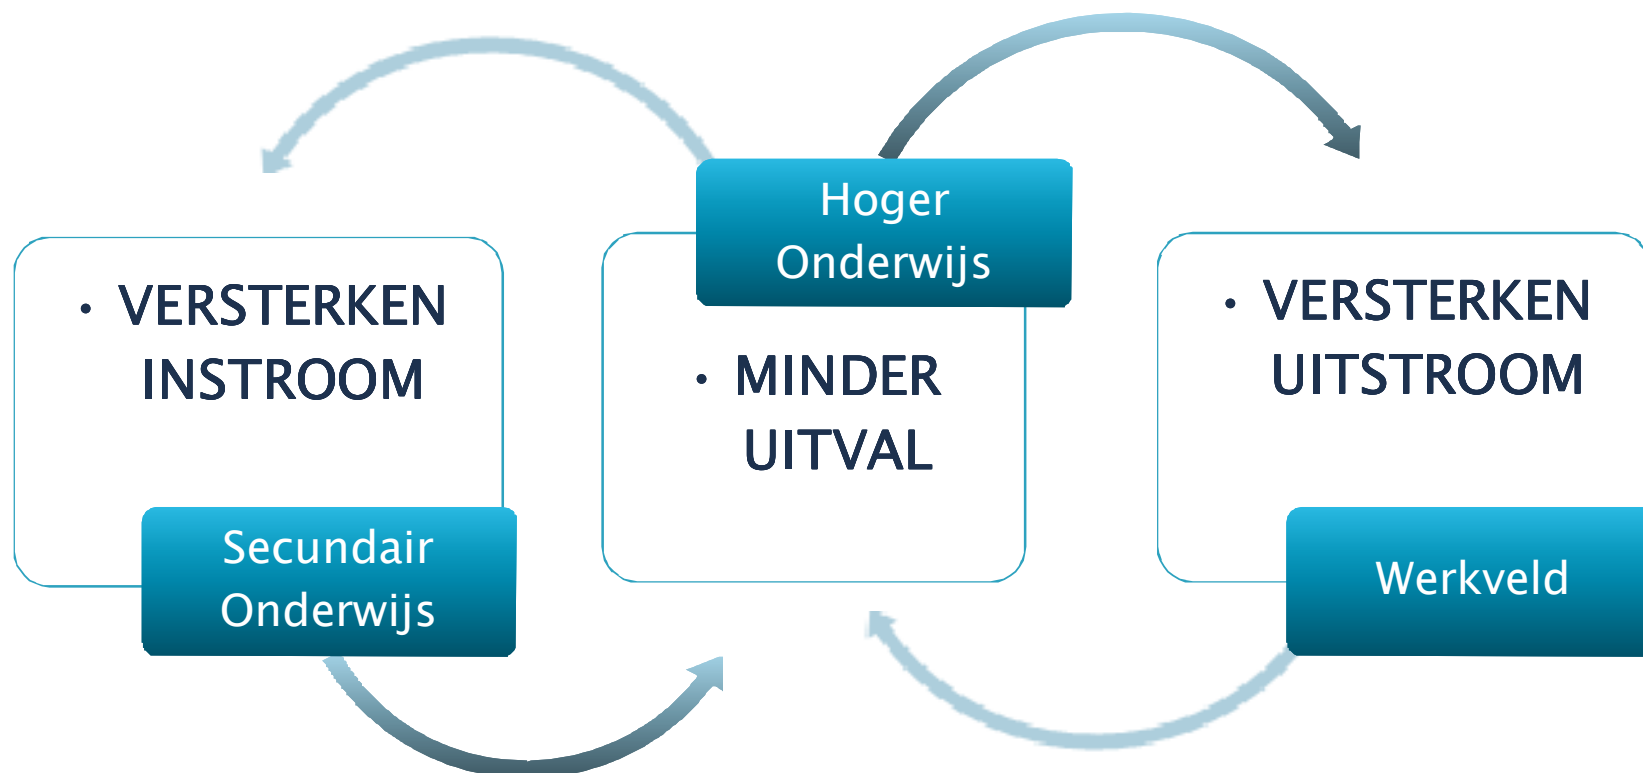 • VERSTERKEN
INSTROOM
Secundair
Onderwijs
Hoger
Onderwijs
• MINDER
UITVAL
• VERSTERKEN
UITSTROOM
Werkveld